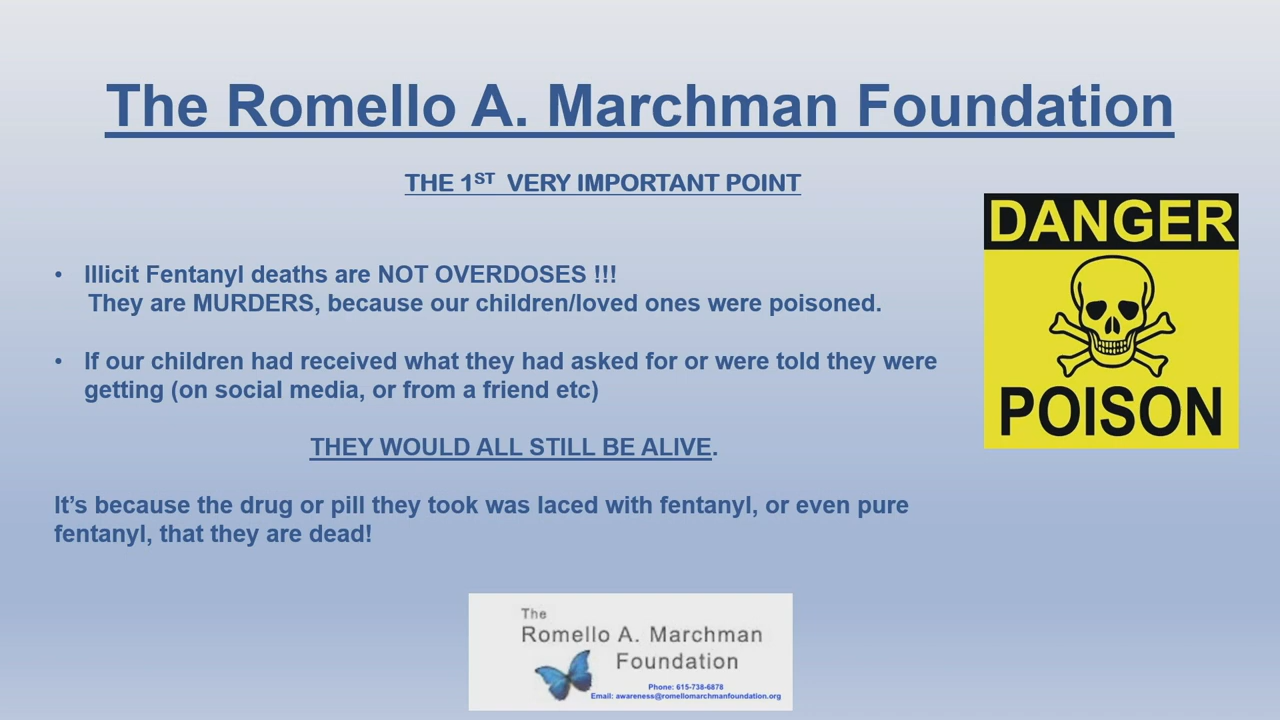 The Romello A. Marchman Foundation
THE 1ST VERY IMPORTANT POINT
• Illicit Fentanyl deaths are NOT OVERDOSES !!!
They are MURDERS, because our children/loved ones were poisoned.
• If our children had received what they had asked for or were told they were
getting (on social media, or from a friend etc)
THEY WOULD ALL STILL BE ALIVE.
It’s because the drug or pill they took was laced with fentanyl, or even pure
fentanyl, that they are dead!
DANGER
POISON
The
Romello A. Marchman
Foundation
Phone: 615-738-6878
Email: awareness@romellomarchmanfoundation.org